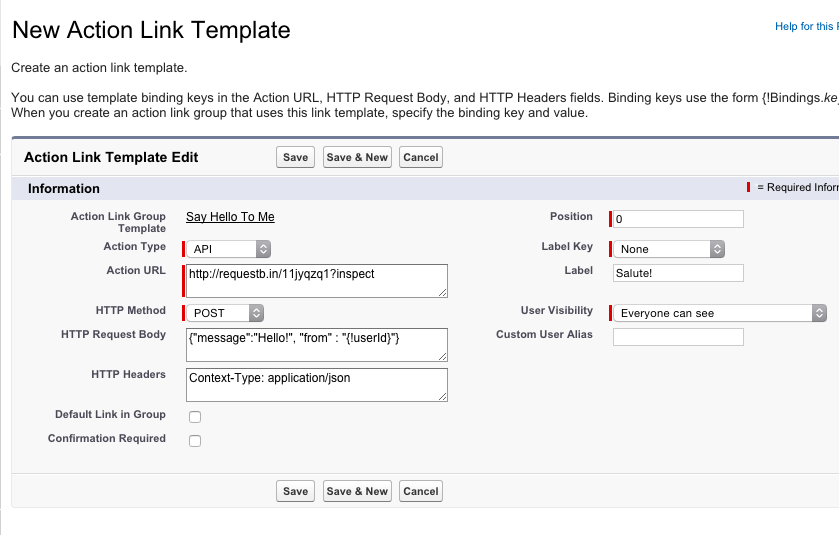 New Action Link Template
Help for this
Create an action link template.
You can use template binding keys in the Action URL, HTTP Request Body, and HTTP Headers fields. Binding keys use the form {!Bindings.key
When you create an action link group that uses this link template, specify the binding key and value.
Action Link Template Edit
Save
Save & New
Cancel
Information
= Required Infor
Action Link Group Template
Say Hello To Me
Position
0
Action Type
API
Label Key
None
Action URL
http://requestb.in/11jyqzq1?inspect
Label
Salute!
HTTP Method
POST
User Visibility
Everyone can see
HTTP Request Body
{"message":"Hello!", "from" : "{!userId}"}
Custom User Alias
HTTP Headers
Context-Type: application/json
Default Link in Group
Confirmation Required
Save
Save & New
Cancel